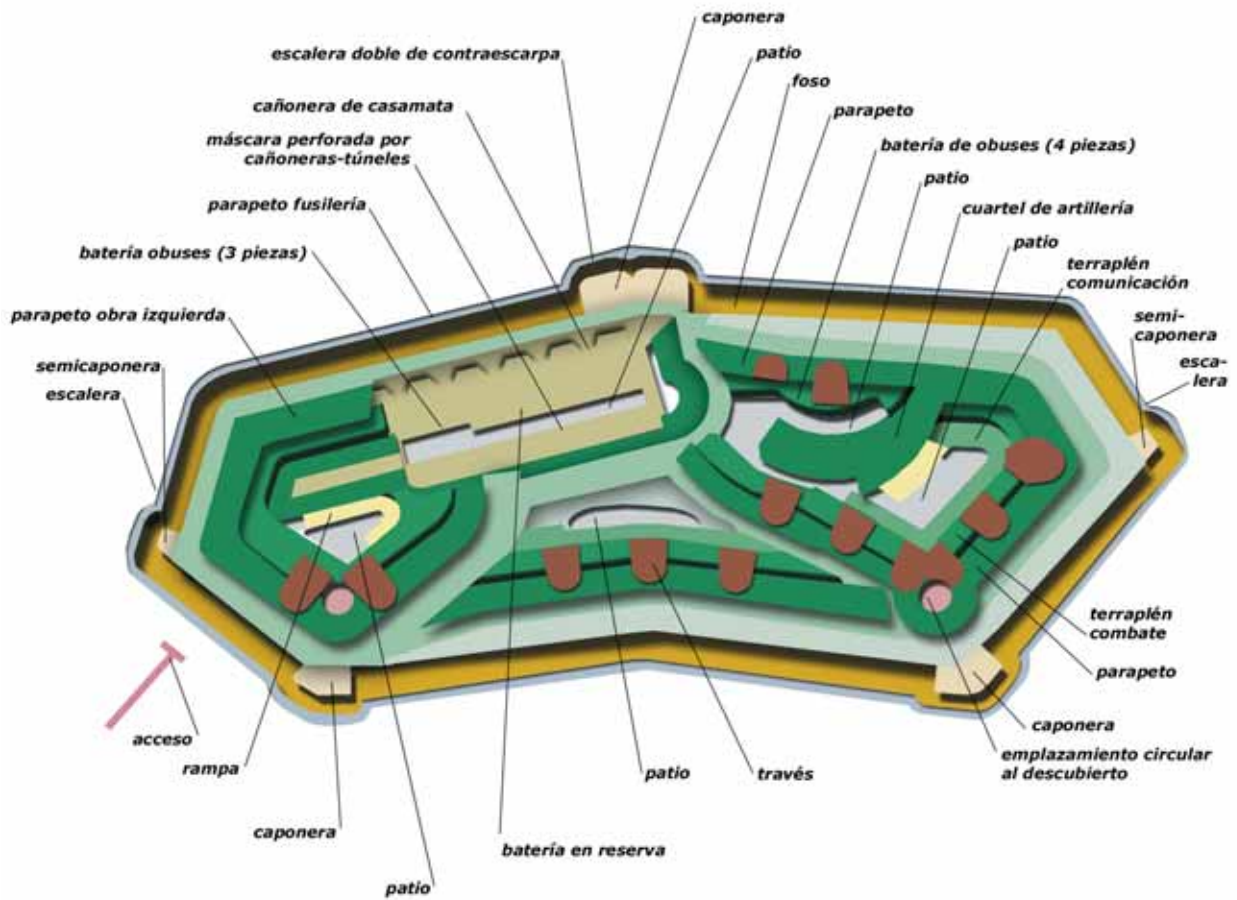 caponera
escalera doble de contraescarpa
patio
foso
cañonera de casamata
parapeto
máscara perforada por
cañoneras-túneles
batería de obuses (4 piezas)
patio
parapeto fusilería
cuartel de artillería
batería obuses (3 piezas)
patio
terraplén
comunicación
parapeto obra izquierda
semi-
caponera
semicaponera
esca-
lera
escalera
terraplén
combate
parapeto
caponera
acceso
rampa
patio
través
emplazamiento circular
al descubierto
caponera
batería en reserva
patio